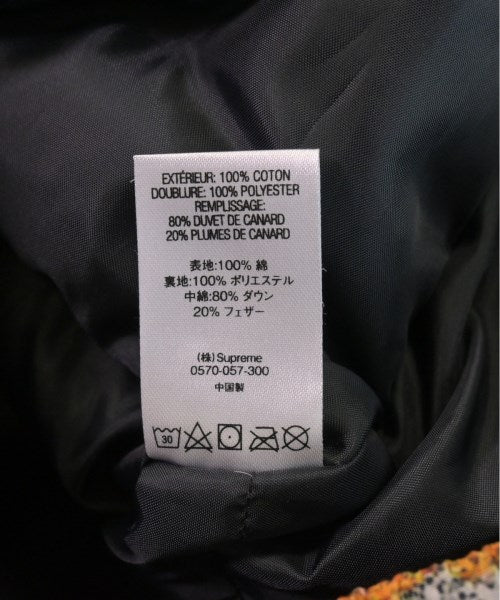 EXTÉRIEUR: 100% COTON
DOUBLURE: 100% POLYESTER
REMPLISSAGE:
80% DUVET DE CANARD
20% PLUMES DE CANARD
表地:100% 綿
裏地:100% ポリエステル
中綿:80% ダウン
20% フェザー
(株) Supreme
0570-057-300
中国製
30